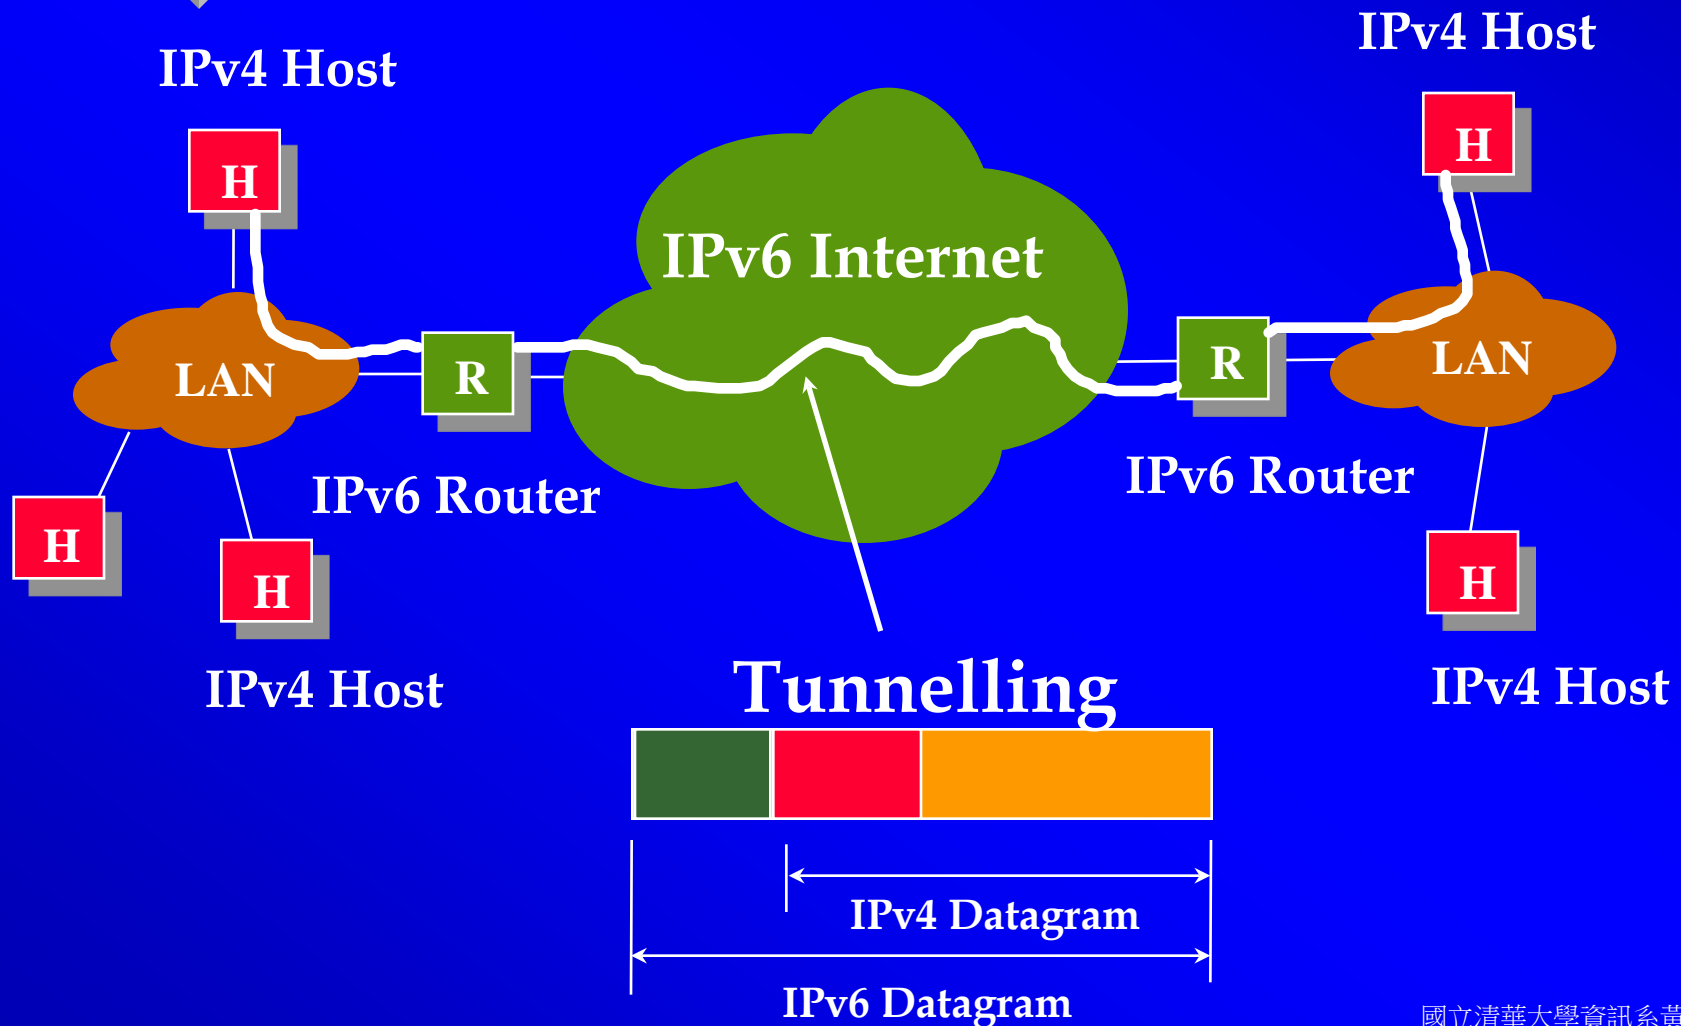 IPv4 Host
IPv4 Host
H
H
IPv6 Internet
LAN
R
R
LAN
IPv6 Router
IPv6 Router
H
H
H
IPv4 Host
IPv4 Host
Tunnelling
IPv4 Datagram
IPv6 Datagram
國立清華大學資訊系黃